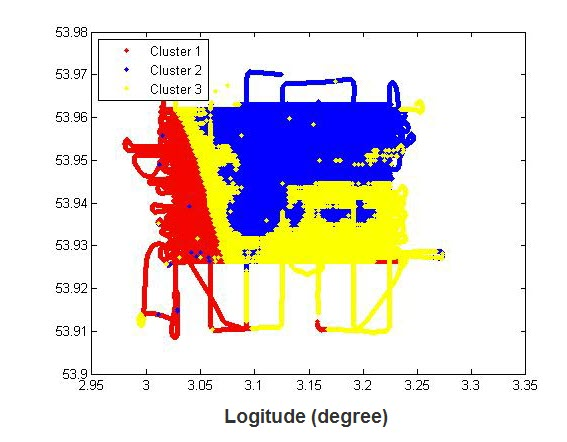 53.98
53.97
53.96
53.95
53.94
53.93
53.92
53.91
53.9
Cluster 1
Cluster 2
Cluster 3
2.95 3 3.05 3.1 3.15 3.2 3.25 3.3 3.35
Logitude (degree)